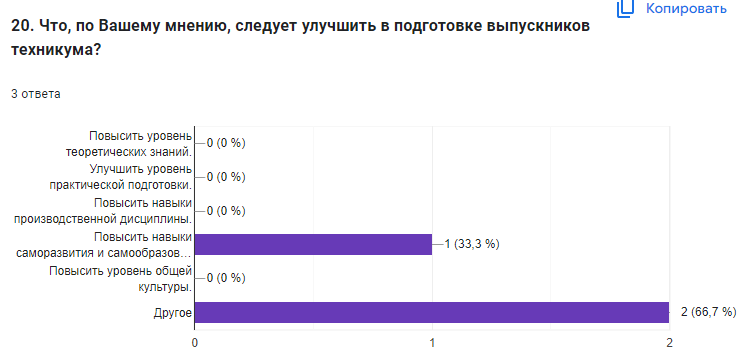 Копировать
20. Что, по Вашему мнению, следует улучшить в подготовке выпускников
техникума?
3 ответа
Повысить уровень
теоретических знаний.
0 (0 %)
Улучшить уровень
практической подготовки.
0 (0 %)
Повысить навыки
производственной дисциплины.
0 (0 %)
Повысить навыки
саморазвития и самообразов…
1 (33,3 %)
Повысить уровень общей
культуры.
0 (0 %)
Другое
2 (66,7 %)
0 1 2